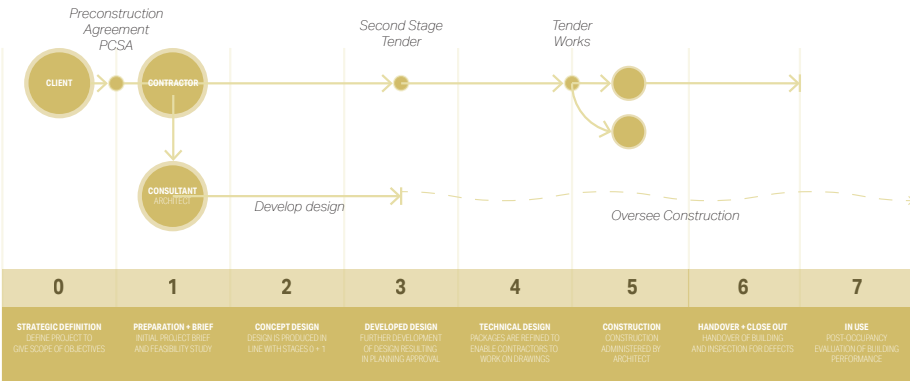 Preconstruction
Agreement
PCSA
Second Stage
Tender
Tender
Works
CLIENT
CONTRACTOR
CONSULTANT
ARCHITECT
Develop design
Oversee Construction
0
1
2
3
4
5
6
7
STRATEGIC DEFINITION
DEFINE PROJECT TO
GIVE SCOPE OF OBJECTIVES
PREPARATION + BRIEF
INITIAL PROJECT BRIEF
AND FEASIBILITY STUDY
CONCEPT DESIGN
DESIGN IS PRODUCED IN
LINE WITH STAGES 0 + 1
DEVELOPED DESIGN
FURTHER DEVELOPMENT
OF DESIGN RESULTING
IN PLANNING APPROVAL
TECHNICAL DESIGN
PACKAGES ARE REFINED TO
ENABLE CONTRACTORS TO
WORK ON DRAWINGS
CONSTRUCTION
CONSTRUCTION
ADMINISTERED BY
ARCHITECT
HANDOVER + CLOSE OUT
HANDOVER OF BUILDING
AND INSPECTION FOR DEFECTS
IN USE
POST-OCCUPANCY
EVALUATION OF BUILDING
PERFORMANCE